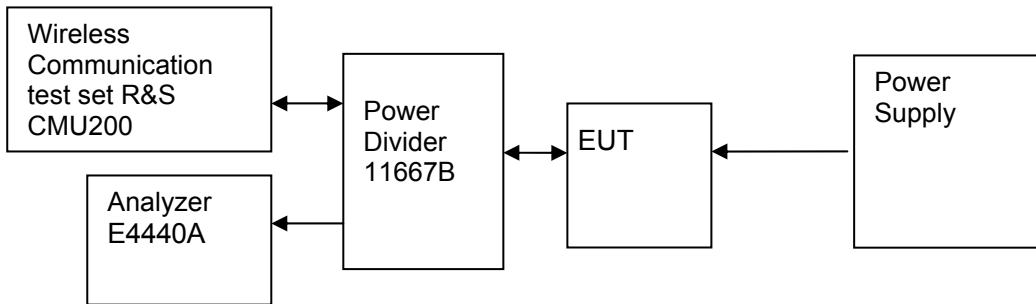 Wireless
Communication
test set R&S
CMU200
Power
Divider
11667B
EUT
Power
Supply
Analyzer
E4440A